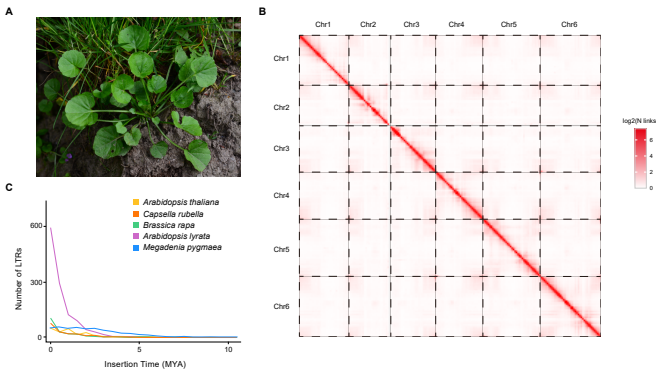 A
B
Chr1 Chr2 Chr3 Chr4 Chr5 Chr6
Chr1
Chr2
Chr3
Chr4
Chr5
Chr6
log2(N links
6
4
2
0
C
Arabidopsis thaliana
Capsella rubella
Brassica rapa
Arabidopsis lyrata
Megadenia pygmaea
Number of LTRs
600
300
0
0 5 10
Insertion Time (MYA)